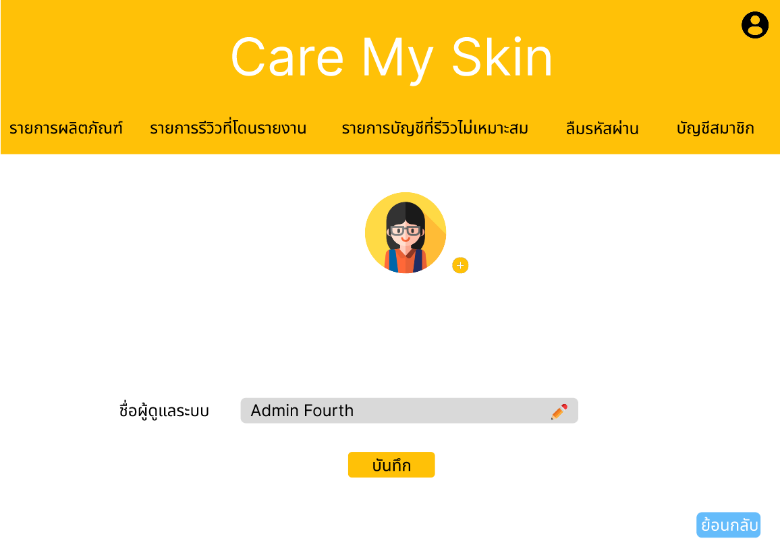 Care My Skin
รายการผลิตภัณฑ์ รายการรีวิวที่โดนรายงาน รายการบัญชีที่รีวิวไม่เหมาะสม ลืมรหัสผ่าน บัญชีสมาชิก
ชื่อผู้ดูแลระบบ Admin Fourth
บันทึก
ย้อนกลับ